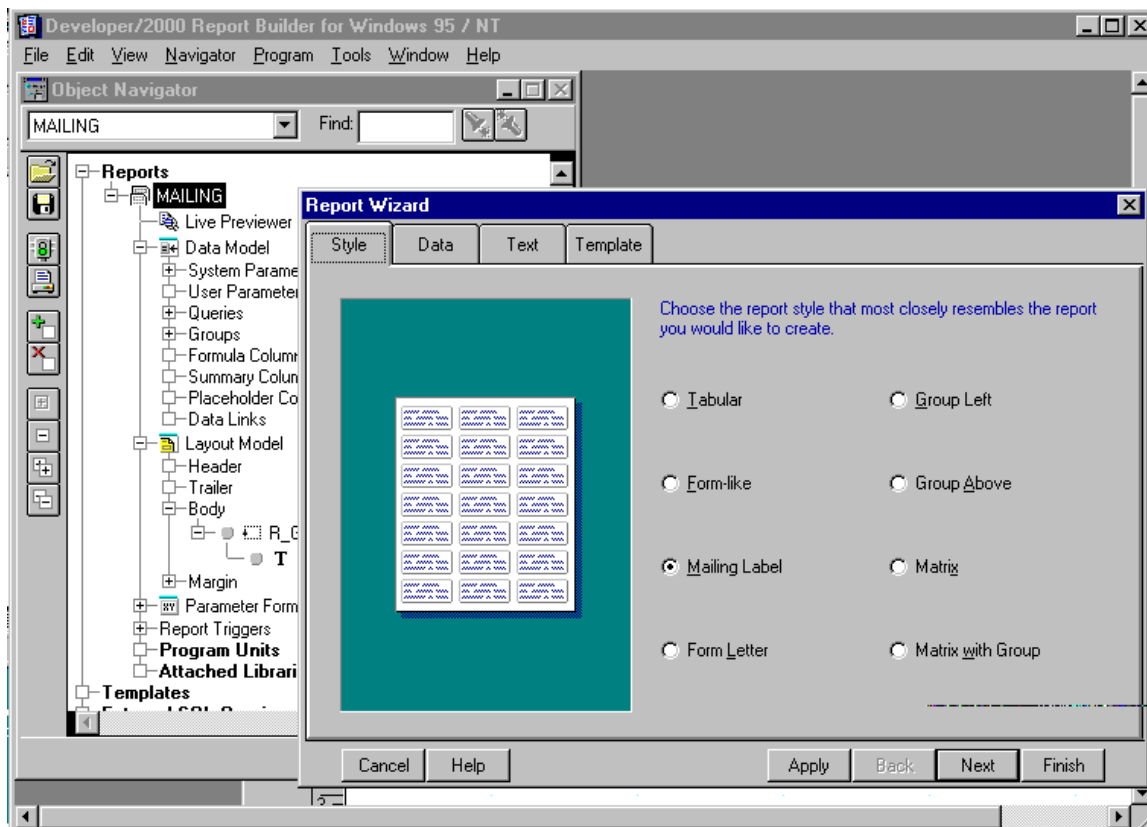 Developer/2000 Report Builder for Windows 95 / NT
File Edit View Navigator Program Tools Window Help
Object Navigator
MAILING Find:
Reports
MAILING
Live Previewer
Data Model
System Parame
User Parameter
Queries
Groups
Formula Column
Summary Colun
Placeholder Co
Data Links
Layout Model
Header
Trailer
Body
R_G
T
Margin
Parameter Form
Report Triggers
Program Units
Attached Librari
Templates
Report Wizard
Style Data Text Template
Choose the report style that most closely resembles the report
you would like to create.
Tabular Group Left
Form-like Group Above
Mailing Label Matrix
Form Letter Matrix with Group
Cancel Help Apply Back Next Finish